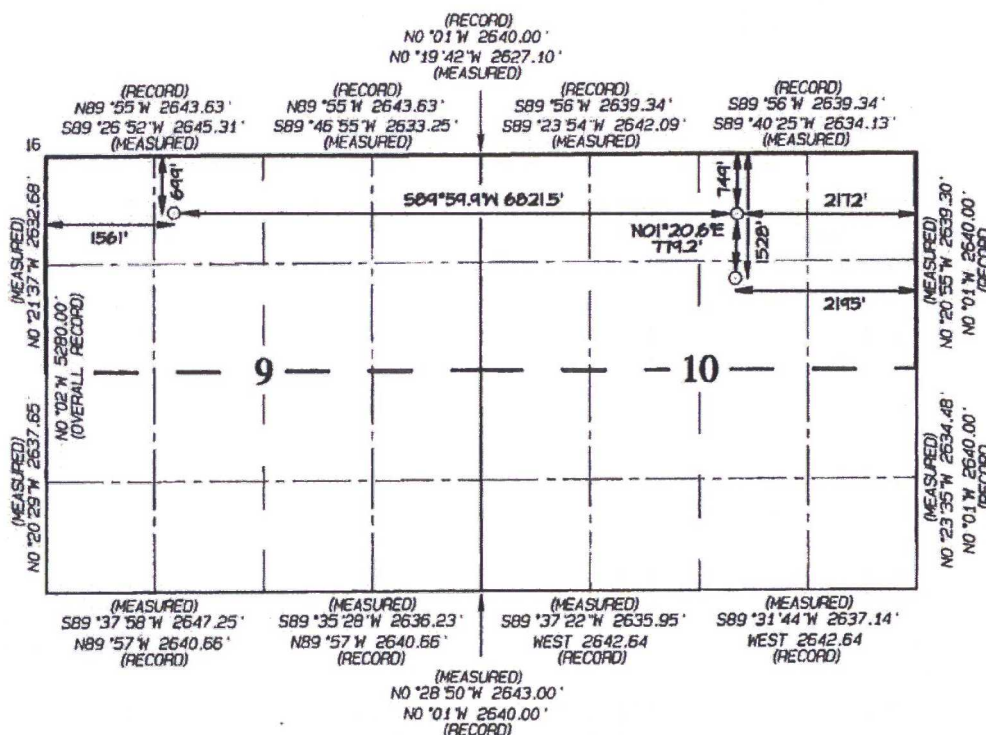 (RECORD)
N0 °01'W 2640.00'
N0 °19'42"W 2627.10'
(MEASURED)
(RECORD)
N89 °55'W 2643.63'
S89 °26'52"W 2645.31'
(MEASURED)
(RECORD)
N89 °55'W 2643.63'
S89 °46'55"W 2633.25'
(MEASURED)
(RECORD)
S89 °56'W 2639.34'
S89 °23'54"W 2642.09'
(MEASURED)
(RECORD)
S89 °56'W 2639.34'
S89 °40'25"W 2634.13'
(MEASURED)
16
699'
S89°59.9'W 6821.5'
749'
2172'
1561'
N01°20.6'E
779.2'
1528'
2195'
(MEASURED)
N0 °21'37"W 2632.68'
N0 °02'W 5280.00'
(OVERALL RECORD)
(MEASURED)
N0 °20'29"W 2637.65'
9
10
(MEASURED)
N0 °20'55"W 2639.30'
N0 °01'W 2640.00'
(RECORD)
(MEASURED)
N0 °23'35"W 2634.48'
N0 °01'W 2640.00'
(RECORD)
(MEASURED)
S89 °37'58"W 2647.25'
N89 °57'W 2640.66'
(RECORD)
(MEASURED)
S89 °35'28"W 2636.23'
N89 °57'W 2640.66'
(RECORD)
(MEASURED)
S89 °37'22"W 2635.95'
WEST 2642.64
(RECORD)
(MEASURED)
S89 °31'44"W 2637.14'
WEST 2642.64
(RECORD)
(MEASURED)
N0 °28'50"W 2643.00'
N0 °01'W 2640.00'
(RECORD)